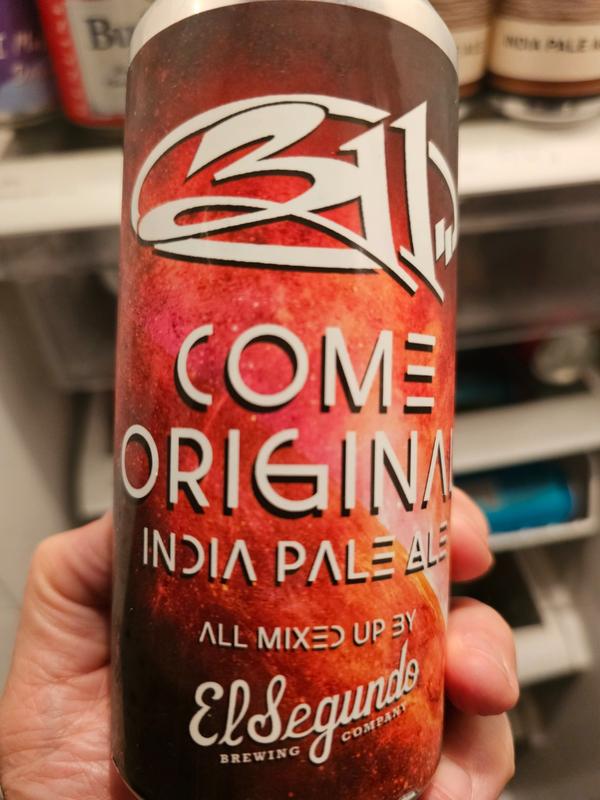 311
COME
ORIGINAL
INDIA PALE ALE
ALL MIXED UP BY
El Segundo
BREWING COMPANY
INDIA PALE A